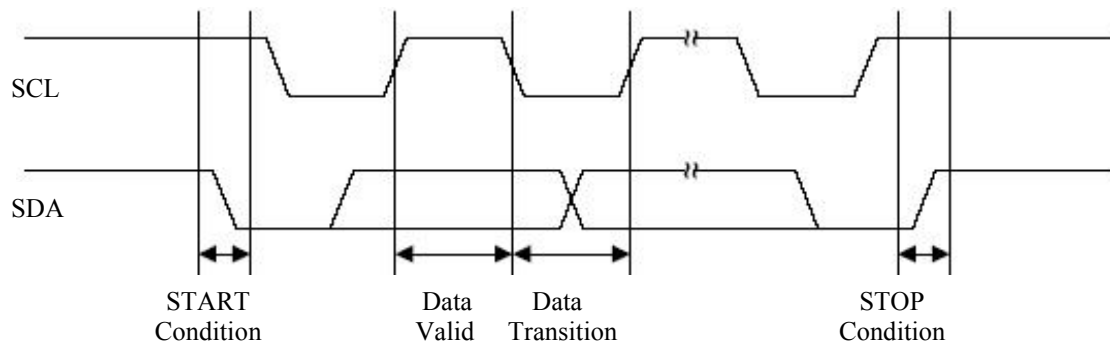 SCL
SDA
START
Condition
Data
Valid
Data
Transition
STOP
Condition